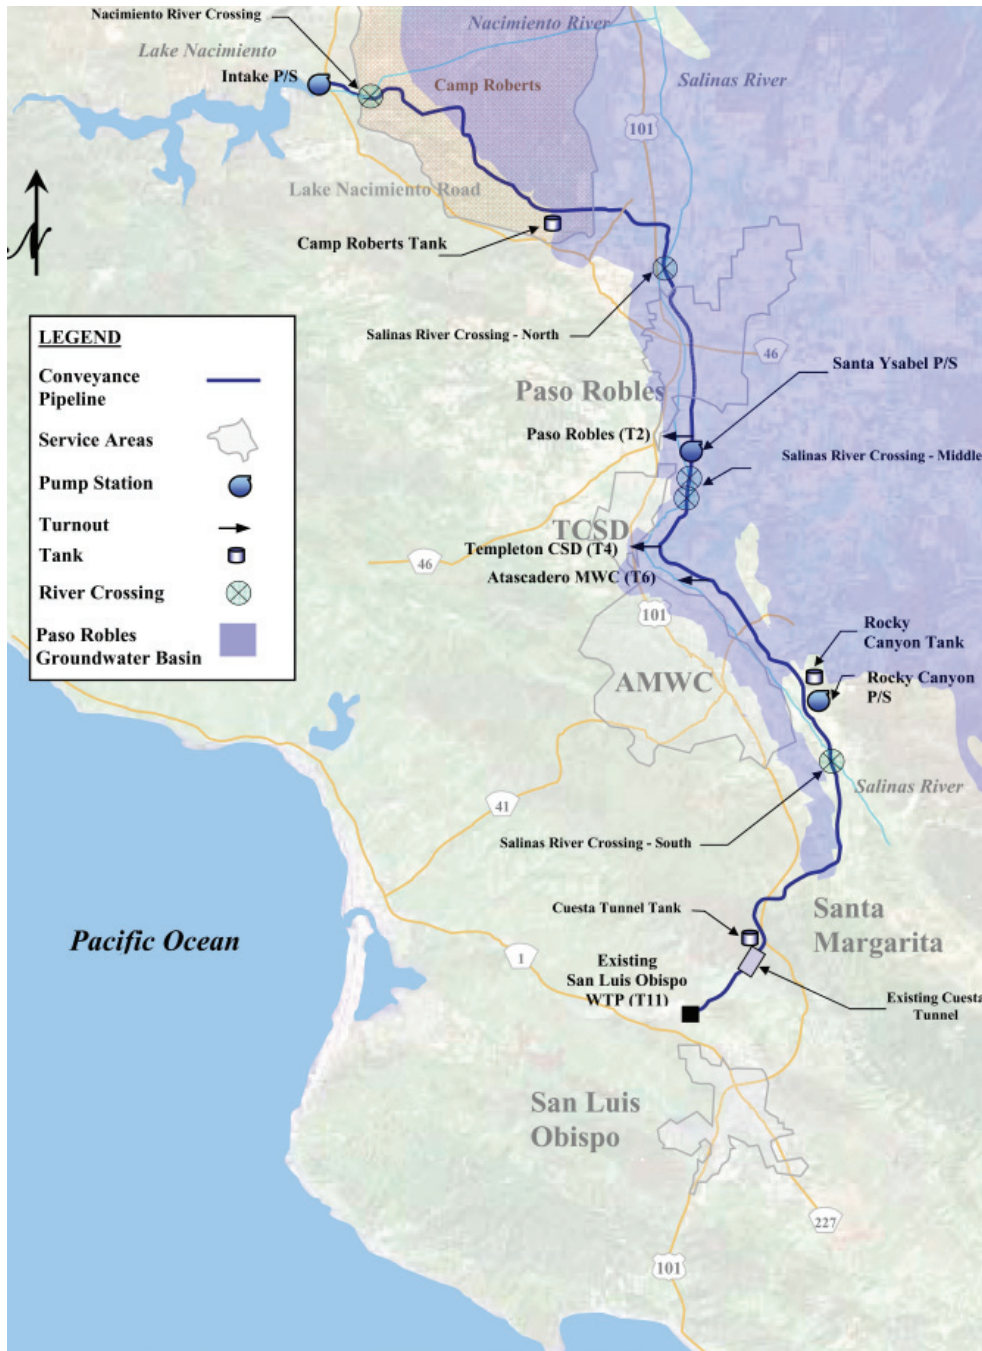 Nacimiento River Crossing
Nacimiento River
Lake Nacimiento
Intake P/S
Camp Roberts
Salinas River
101
Lake Nacimiento Road
N
Camp Roberts Tank
Salinas River Crossing - North
46
Santa Ysabel P/S
Paso Robles
Paso Robles (T2)
Salinas River Crossing - Middle
TCSD
Templeton CSD (T4)
46
Atascadero MWC (T6)
101
Rocky
Canyon Tank
AMWC
Rocky Canyon
P/S
Salinas River
41
Salinas River Crossing - South
Cuesta Tunnel Tank
Santa
Margarita
Pacific Ocean
1
Existing
San Luis Obispo
WTP (T11)
Existing Cuesta
Tunnel
San Luis
Obispo
227
101
LEGEND
Conveyance
Pipeline
Service Areas
Pump Station
Turnout
Tank
River Crossing
Paso Robles
Groundwater Basin